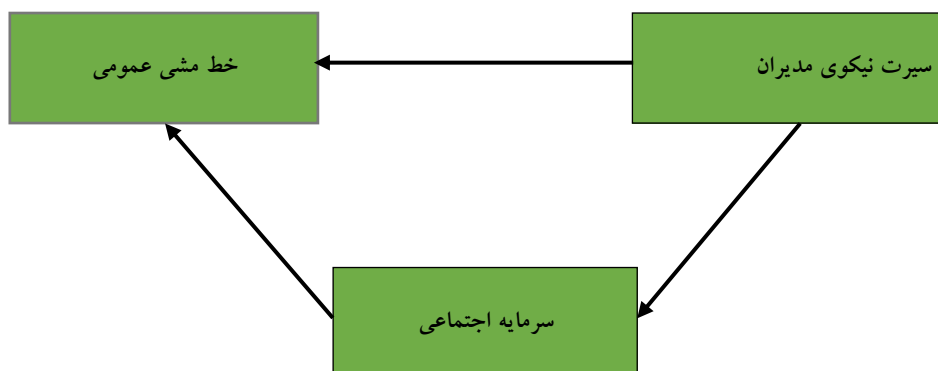 سیرت نیکوی مدیران
خط مشی عمومی
سرمایه اجتماعی